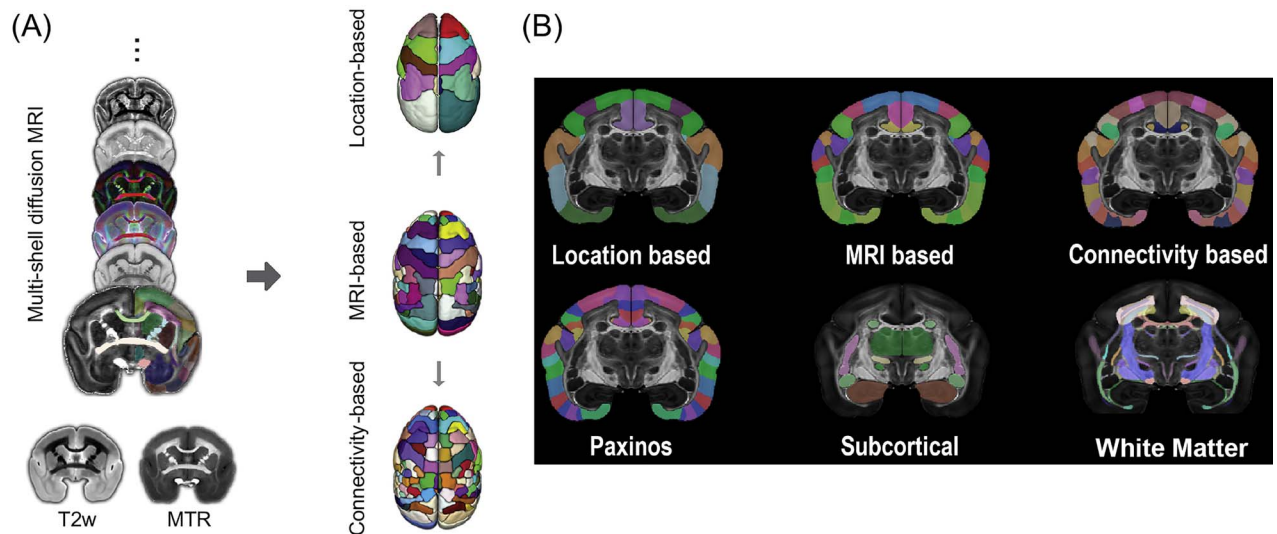 (A)
⋮
Multi-shell diffusion MRI
T2w
MTR
Location-based
MRI-based
Connectivity-based
(B)
Location based
MRI based
Connectivity based
Paxinos
Subcortical
White Matter